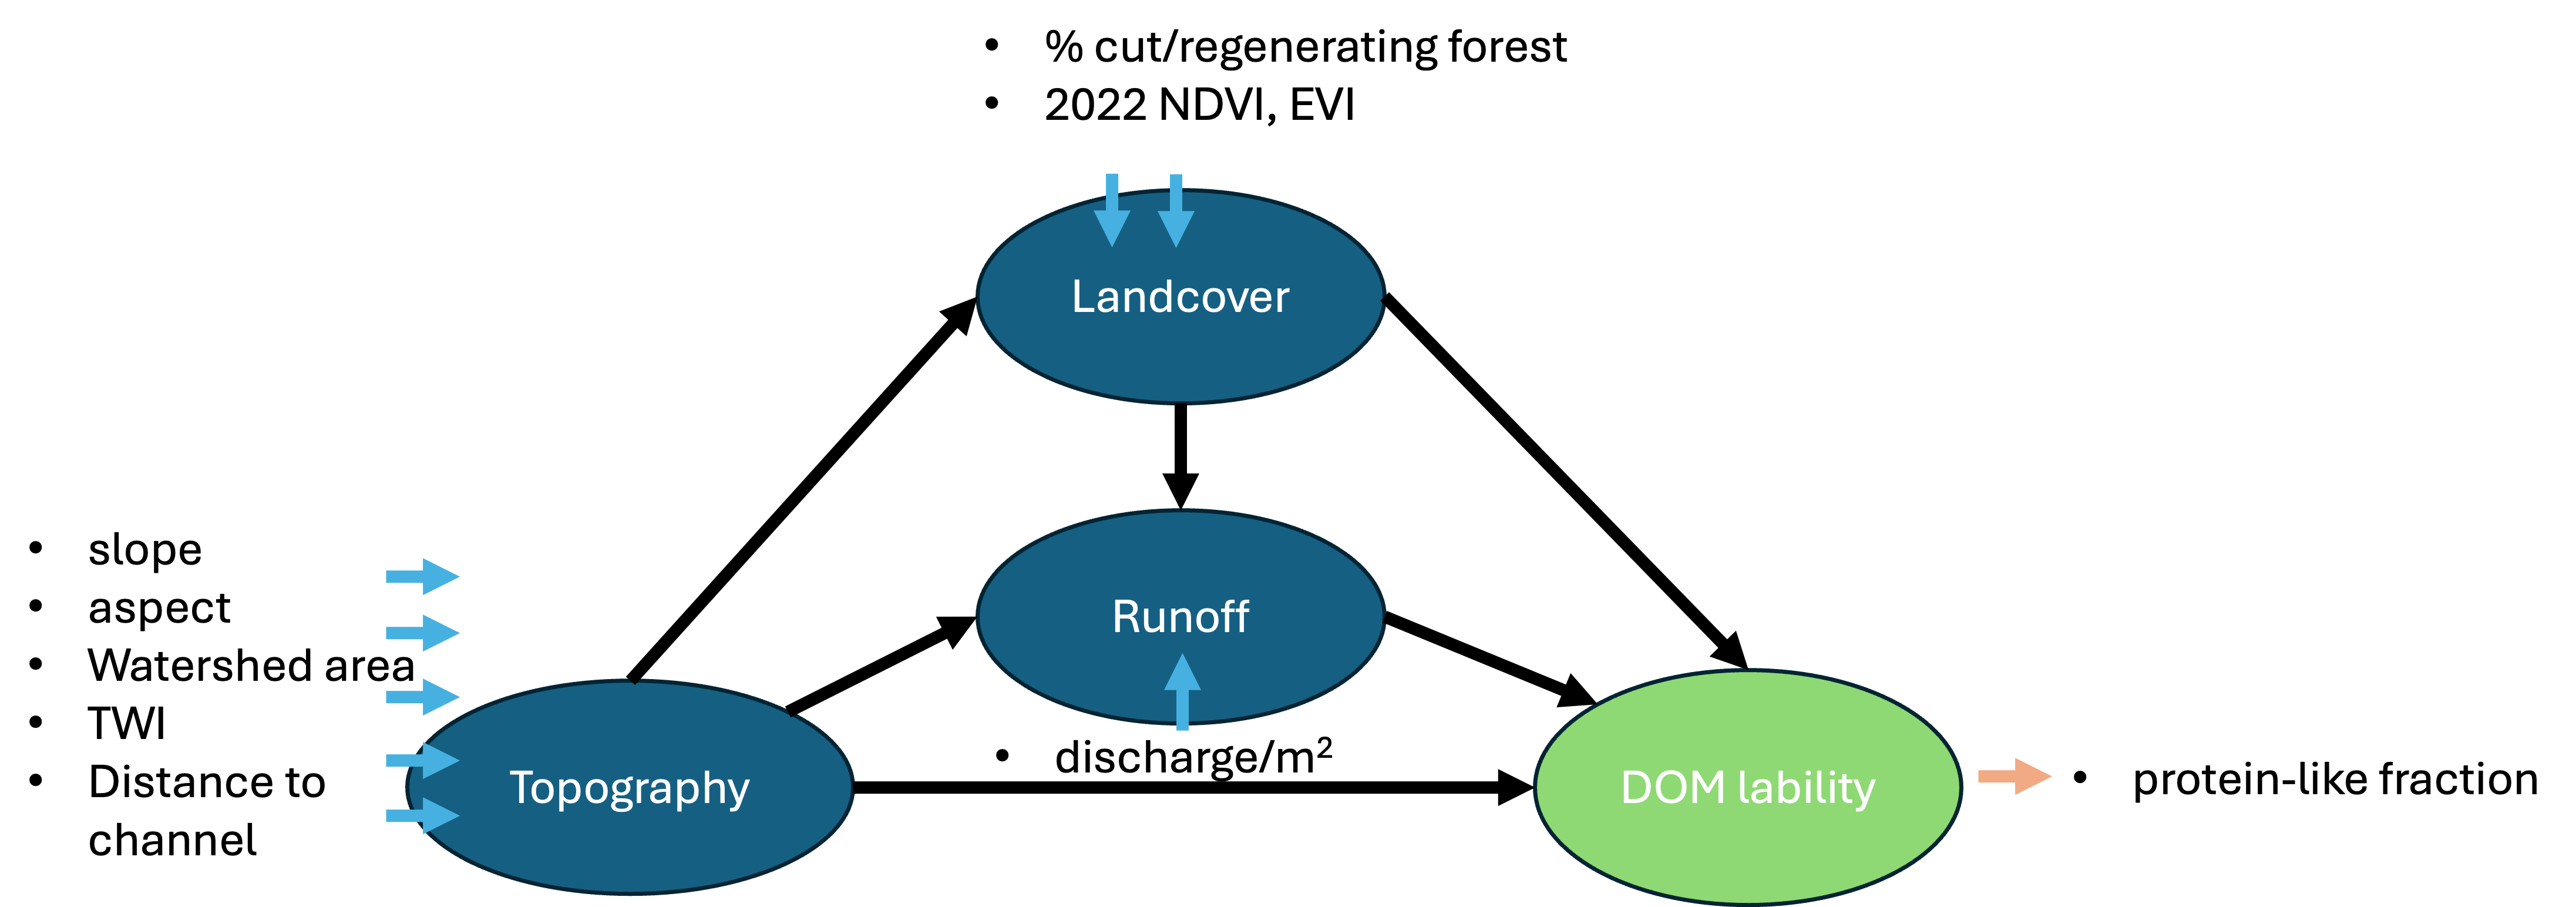 • % cut/regenerating forest
• 2022 NDVI, EVI
Landcover
• slope
• aspect
• Watershed area
• TWI
• Distance to
channel
Runoff
• discharge/m²
Topography
DOM lability
• protein-like fraction